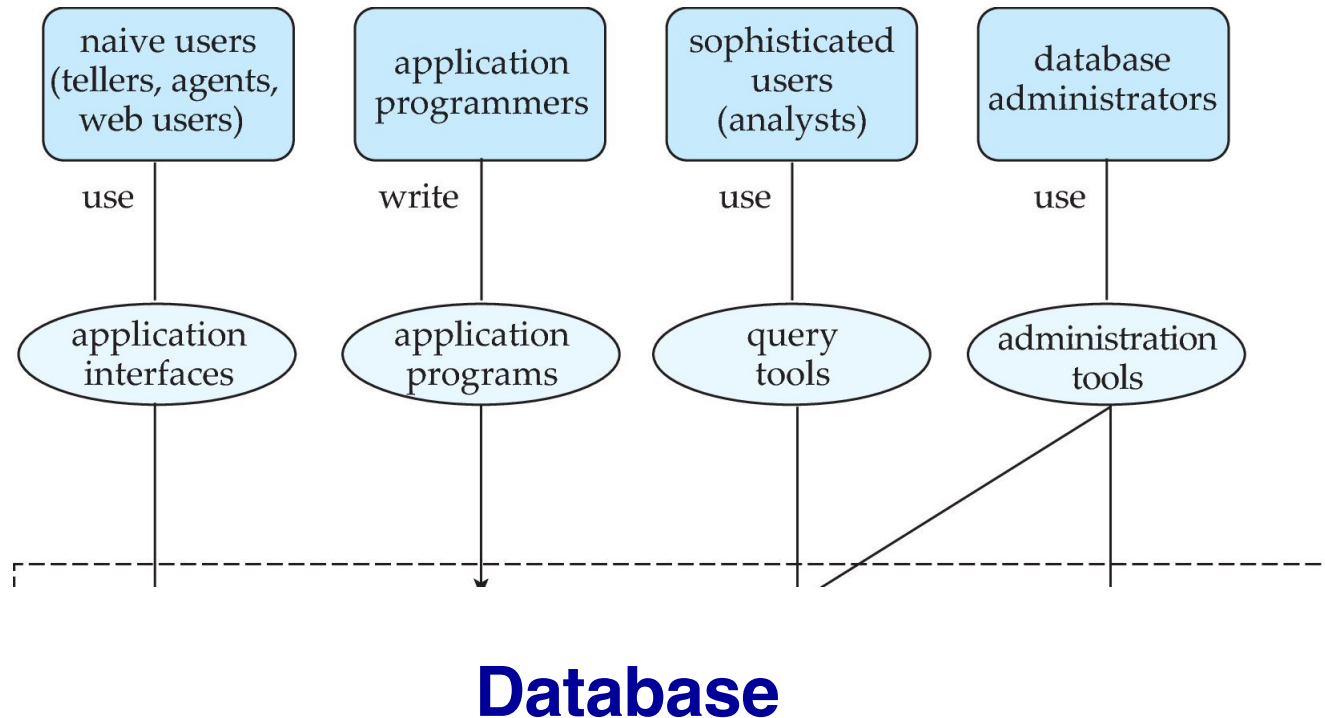 naive users
(tellers, agents,
web users)
application
programmers
sophisticated
users
(analysts)
database
administrators
use
write
use
use
application
interfaces
application
programs
query
tools
administration
tools
Database